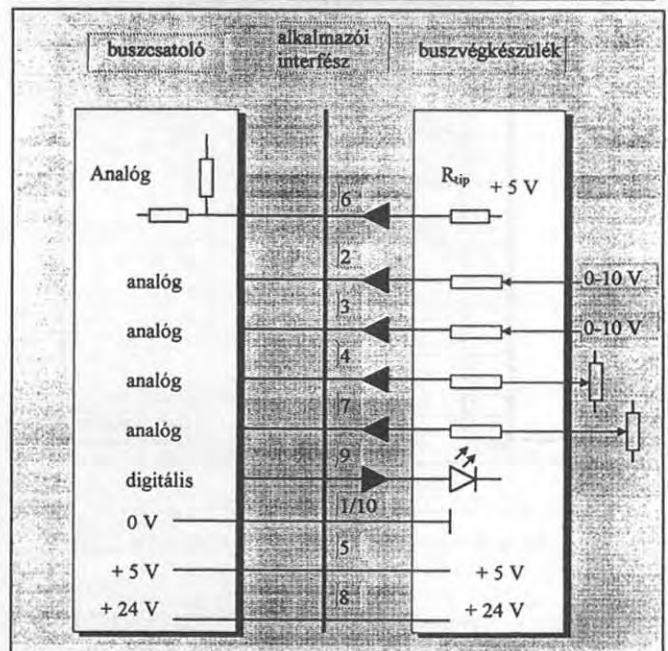 buszcsatoló
alkalmazói
interfész
buszvégkészülék
Analóg
6
R_tip
+ 5 V
2
analóg
0-10 V
3
analóg
0-10 V
4
analóg
7
analóg
9
digitális
1/10
0 V
5
+ 5 V
+ 5 V
8
+ 24 V
+ 24 V